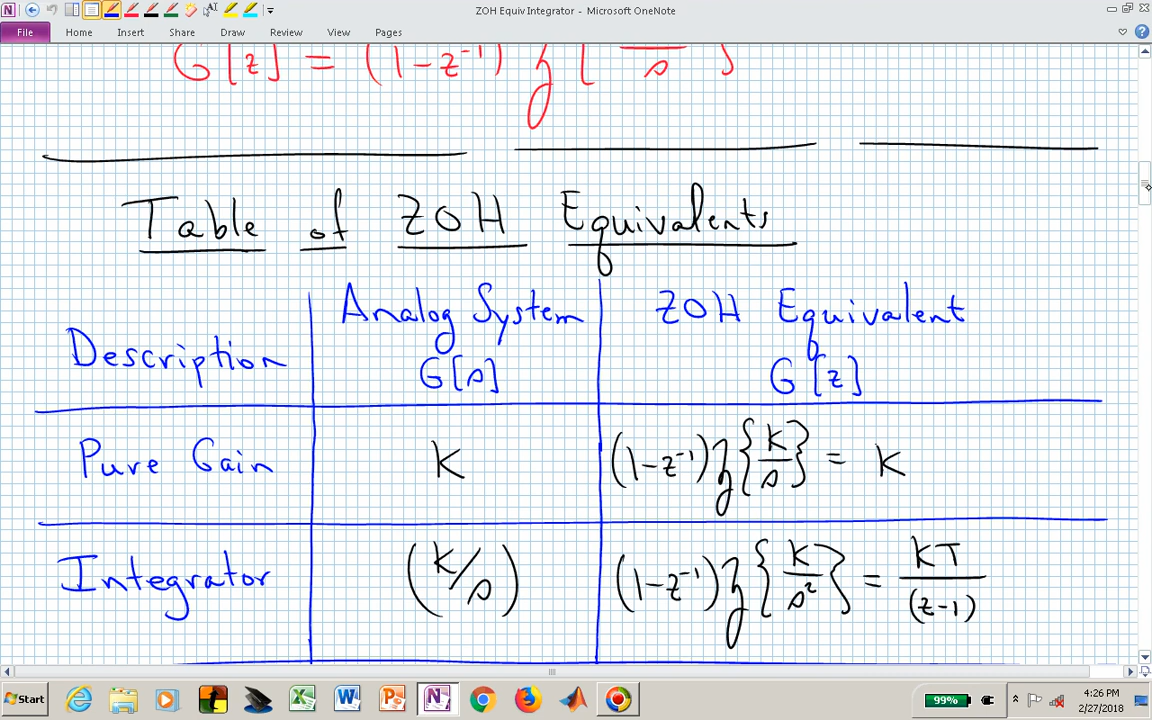 ZOH Equiv Integrator - Microsoft OneNote
File Home Insert Share Draw Review View Pages
G[z] = (1-z⁻¹) 𝔷{ /s }
Table of ZOH Equivalents
Description
Analog System
G[s]
ZOH Equivalent
G[z]
Pure Gain K (1-z⁻¹)𝔷{K/s} = K
Integrator (K/s) (1-z⁻¹)𝔷{K/s²} = KT/(z-1)
Start
99%
4:26 PM
2/27/2018